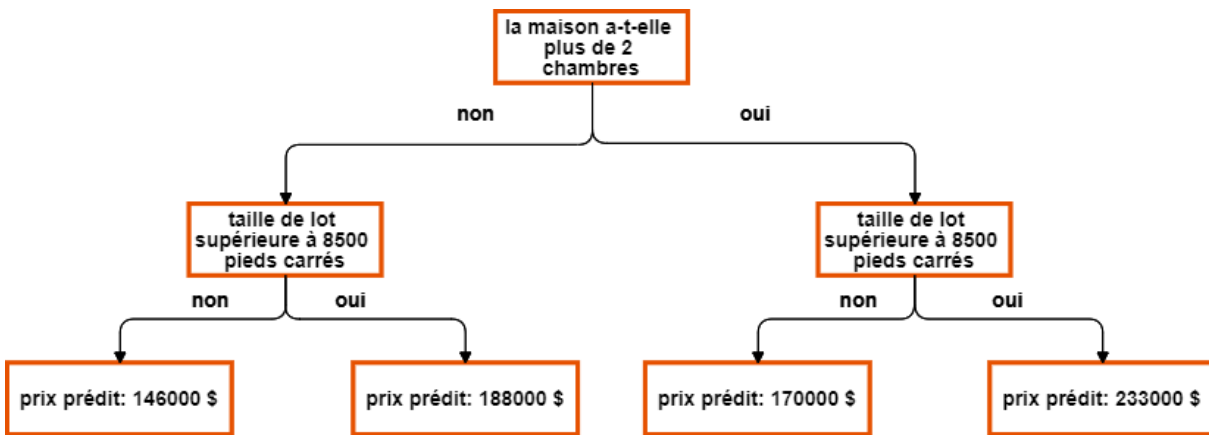 la maison a-t-elle
plus de 2
chambres
non
oui
taille de lot
supérieure à 8500
pieds carrés
taille de lot
supérieure à 8500
pieds carrés
non
oui
non
oui
prix prédit: 146000 $
prix prédit: 188000 $
prix prédit: 170000 $
prix prédit: 233000 $